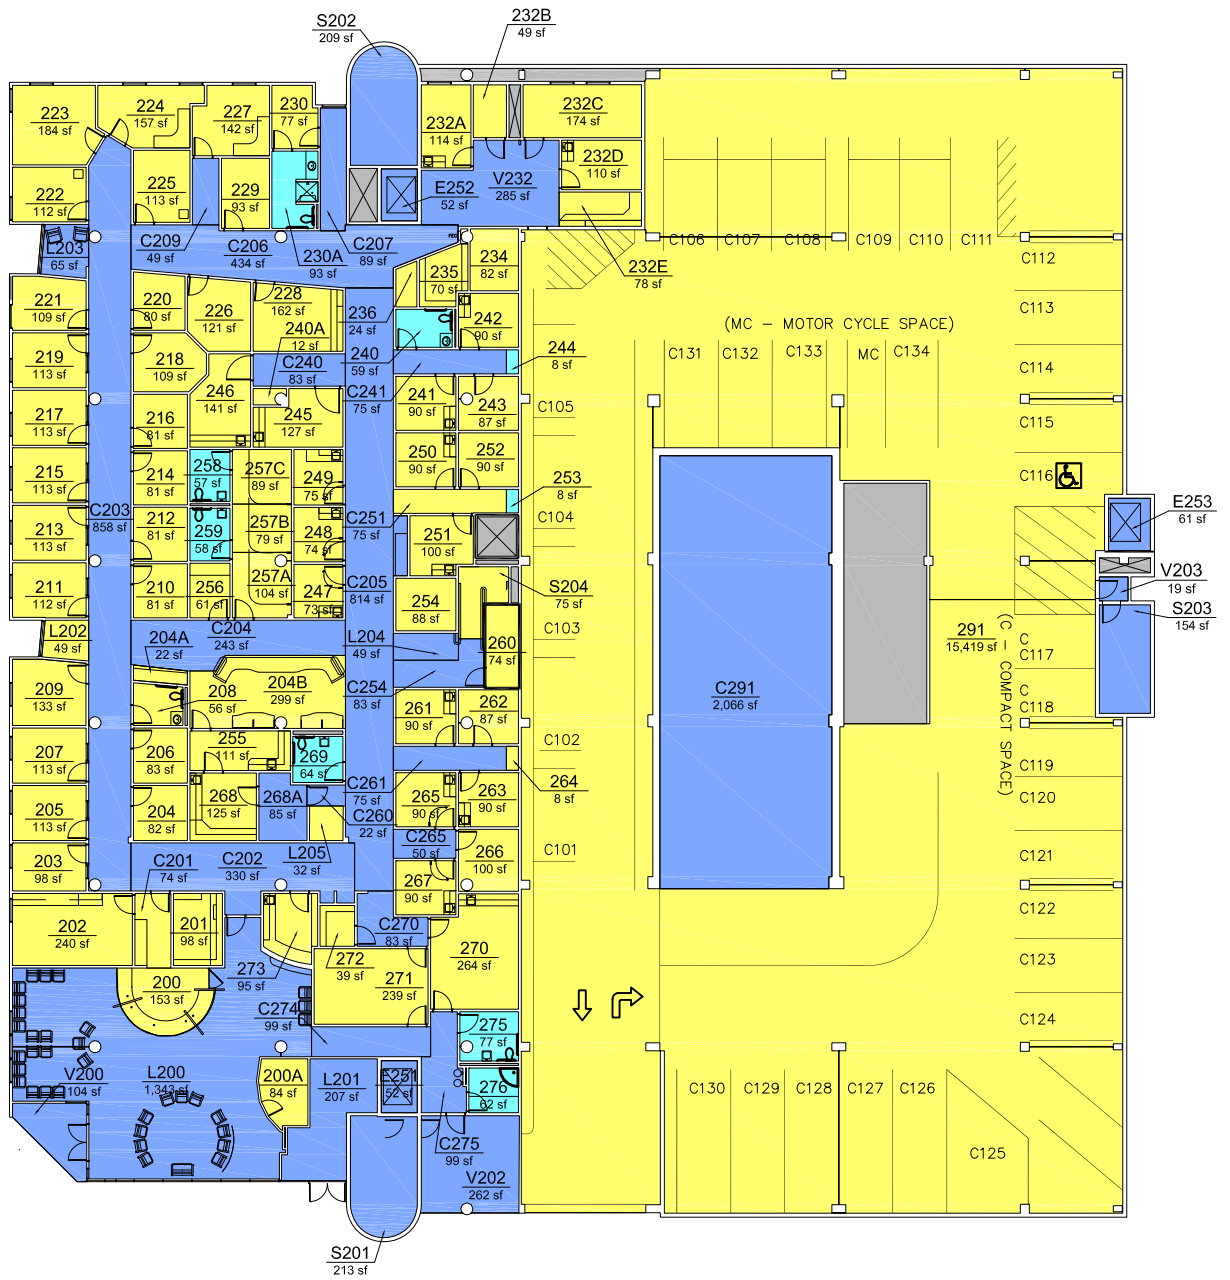 S202
209 sf
232B
49 sf
223
184 sf
224
157 sf
227
142 sf
230
77 sf
232A
114 sf
232C
174 sf
232D
110 sf
222
112 sf
225
113 sf
229
93 sf
E252
52 sf
V232
285 sf
L203
65 sf
C209
49 sf
C206
434 sf
230A
93 sf
C207
89 sf
235
70 sf
234
82 sf
232E
78 sf
C106
C107
C108
C109
C110
C111
C112
221
109 sf
220
80 sf
226
121 sf
228
162 sf
236
24 sf
242
90 sf
C113
(MC – MOTOR CYCLE SPACE)
240A
12 sf
219
113 sf
218
109 sf
C240
83 sf
240
59 sf
244
8 sf
C131
C132
C133
MC
C134
C114
246
141 sf
C241
75 sf
217
113 sf
216
81 sf
245
127 sf
241
90 sf
243
87 sf
C105
C115
215
113 sf
214
81 sf
258
57 sf
257C
89 sf
249
75 sf
250
90 sf
252
90 sf
253
8 sf
C116
C203
858 sf
213
113 sf
212
81 sf
259
58 sf
257B
79 sf
248
74 sf
C251
75 sf
251
100 sf
C104
E253
61 sf
211
112 sf
210
81 sf
256
61 sf
257A
104 sf
247
73 sf
C205
814 sf
254
88 sf
S204
75 sf
V203
19 sf
S203
154 sf
L202
49 sf
204A
22 sf
C204
243 sf
L204
49 sf
260
74 sf
C103
291
15,419 sf
(C – COMPACT SPACE)
C
C117
209
133 sf
208
56 sf
204B
299 sf
C254
83 sf
C291
2,066 sf
C
C118
261
90 sf
262
87 sf
207
113 sf
206
83 sf
255
111 sf
269
64 sf
C102
C119
205
113 sf
204
82 sf
268
125 sf
268A
85 sf
C261
75 sf
265
90 sf
263
90 sf
264
8 sf
C120
C260
22 sf
203
98 sf
C201
74 sf
C202
330 sf
L205
32 sf
C265
50 sf
266
100 sf
C101
C121
267
90 sf
202
240 sf
201
98 sf
C270
83 sf
C122
273
95 sf
272
39 sf
271
239 sf
270
264 sf
C123
200
153 sf
C274
99 sf
275
77 sf
C124
V200
104 sf
L200
1,343 sf
200A
84 sf
L201
207 sf
E251
52 sf
276
62 sf
C130
C129
C128
C127
C126
C275
99 sf
C125
V202
262 sf
S201
213 sf